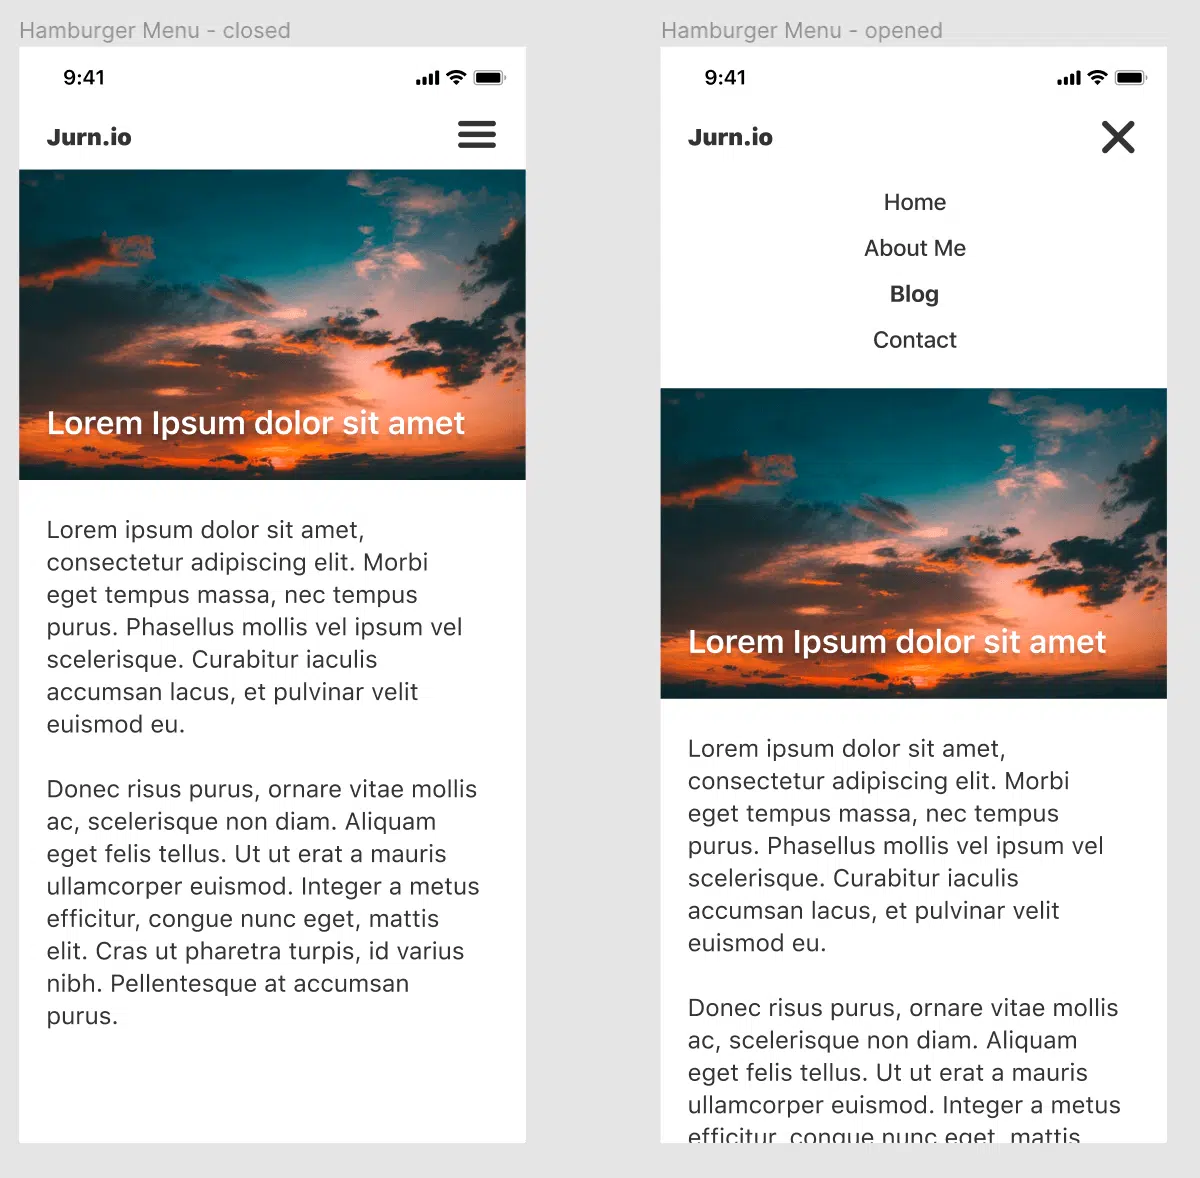 Hamburger Menu - closed
9:41
Jurn.io
Lorem Ipsum dolor sit amet
Lorem ipsum dolor sit amet,
consectetur adipiscing elit. Morbi
eget tempus massa, nec tempus
purus. Phasellus mollis vel ipsum vel
scelerisque. Curabitur iaculis
accumsan lacus, et pulvinar velit
euismod eu.
Donec risus purus, ornare vitae mollis
ac, scelerisque non diam. Aliquam
eget felis tellus. Ut ut erat a mauris
ullamcorper euismod. Integer a metus
efficitur, congue nunc eget, mattis
elit. Cras ut pharetra turpis, id varius
nibh. Pellentesque at accumsan
purus.
Hamburger Menu - opened
9:41
Jurn.io
Home
About Me
Blog
Contact
Lorem Ipsum dolor sit amet
Lorem ipsum dolor sit amet,
consectetur adipiscing elit. Morbi
eget tempus massa, nec tempus
purus. Phasellus mollis vel ipsum vel
scelerisque. Curabitur iaculis
accumsan lacus, et pulvinar velit
euismod eu.
Donec risus purus, ornare vitae mollis
ac, scelerisque non diam. Aliquam
eget felis tellus. Ut ut erat a mauris
ullamcorper euismod. Integer a metus
efficitur, congue nunc eget, mattis